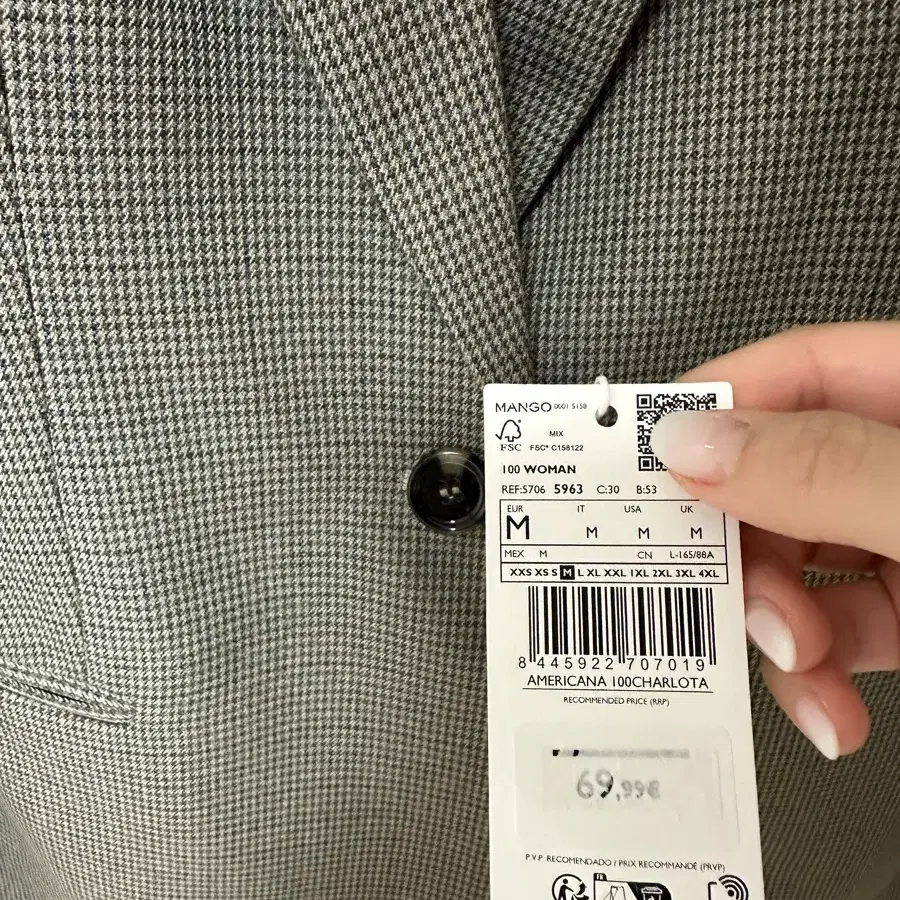 MANGO 0001 5158
MIX
FSC
FSC® C158122
100 WOMAN
REF:5706 5963 C:30 B:53
EUR IT USA UK
M M M M
MEX M CN L-165/88A
XXS XS S M L XL XXL 1XL 2XL 3XL 4XL
8 445922 707019
AMERICANA 100CHARLOTA
RECOMMENDED PRICE (RRP)
69,99€
P.V.P. RECOMENDADO / PRIX RECOMMANDÉ (PRVP)
FR